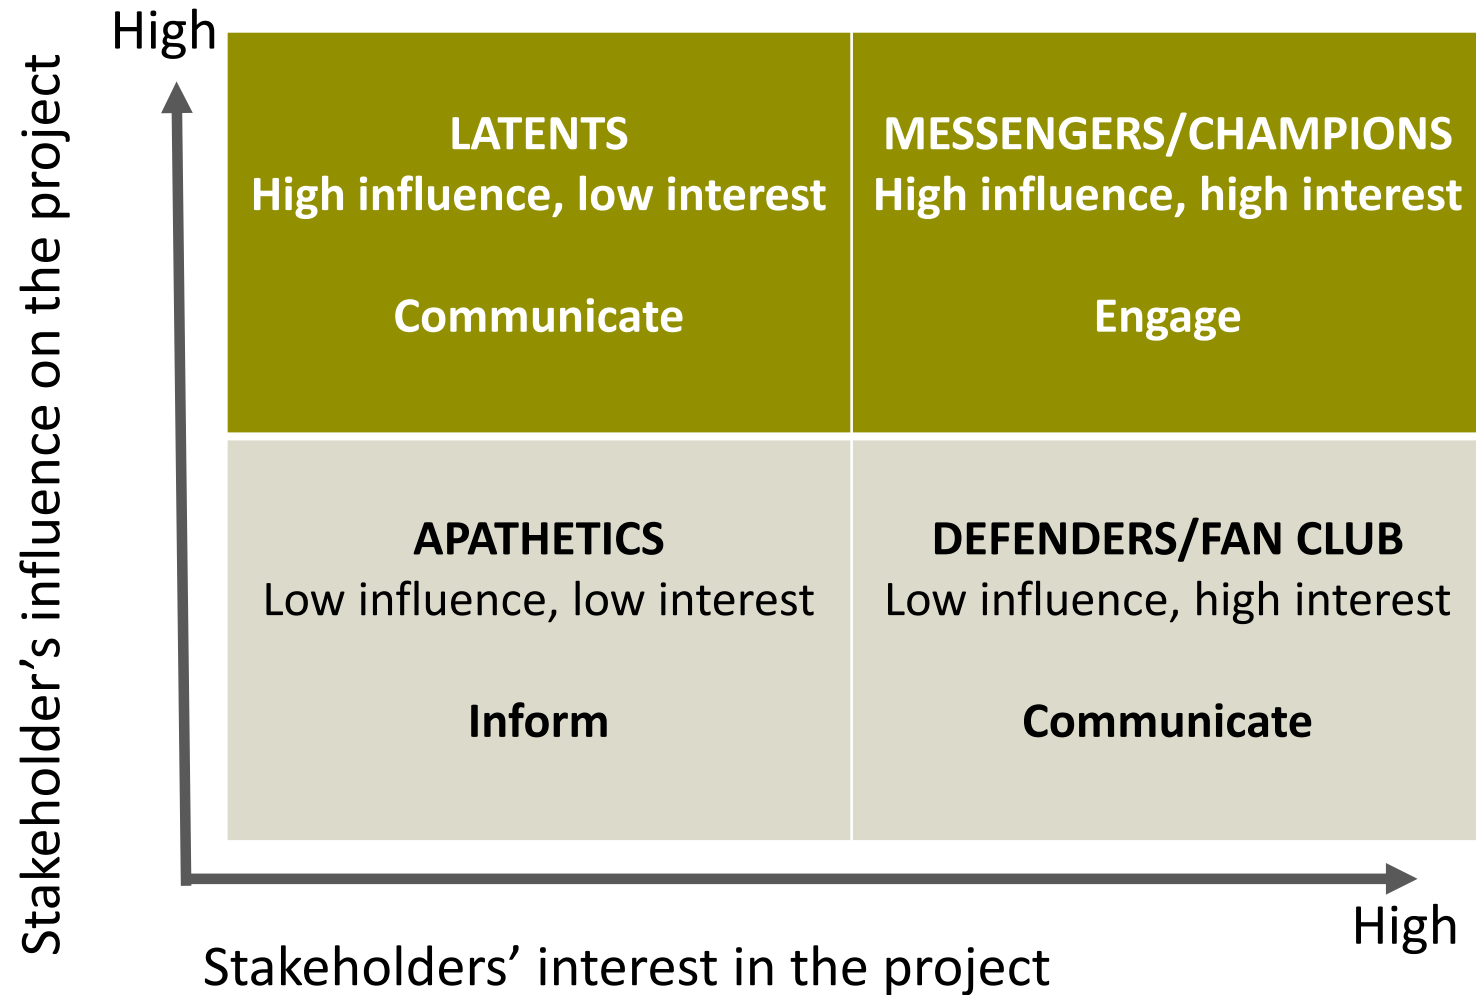 High
Stakeholder’s influence on the project
LATENTS
High influence, low interest
Communicate
MESSENGERS/CHAMPIONS
High influence, high interest
Engage
APATHETICS
Low influence, low interest
Inform
DEFENDERS/FAN CLUB
Low influence, high interest
Communicate
High
Stakeholders’ interest in the project